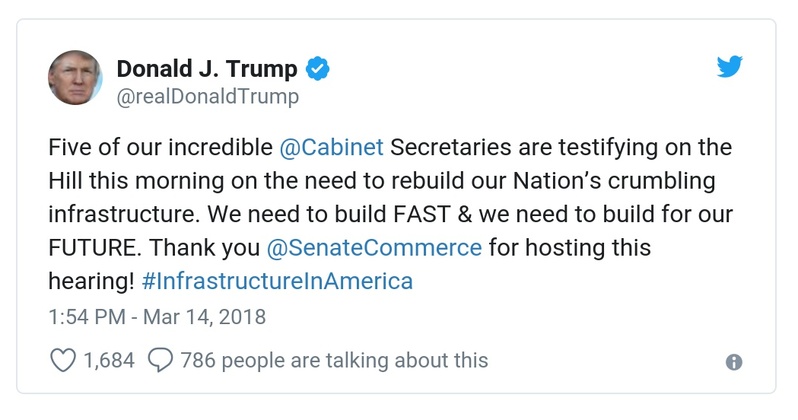 Donald J. Trump
@realDonaldTrump
Five of our incredible @Cabinet Secretaries are testifying on the
Hill this morning on the need to rebuild our Nation’s crumbling
infrastructure. We need to build FAST & we need to build for our
FUTURE. Thank you @SenateCommerce for hosting this
hearing! #InfrastructureInAmerica
1:54 PM - Mar 14, 2018
1,684 786 people are talking about this